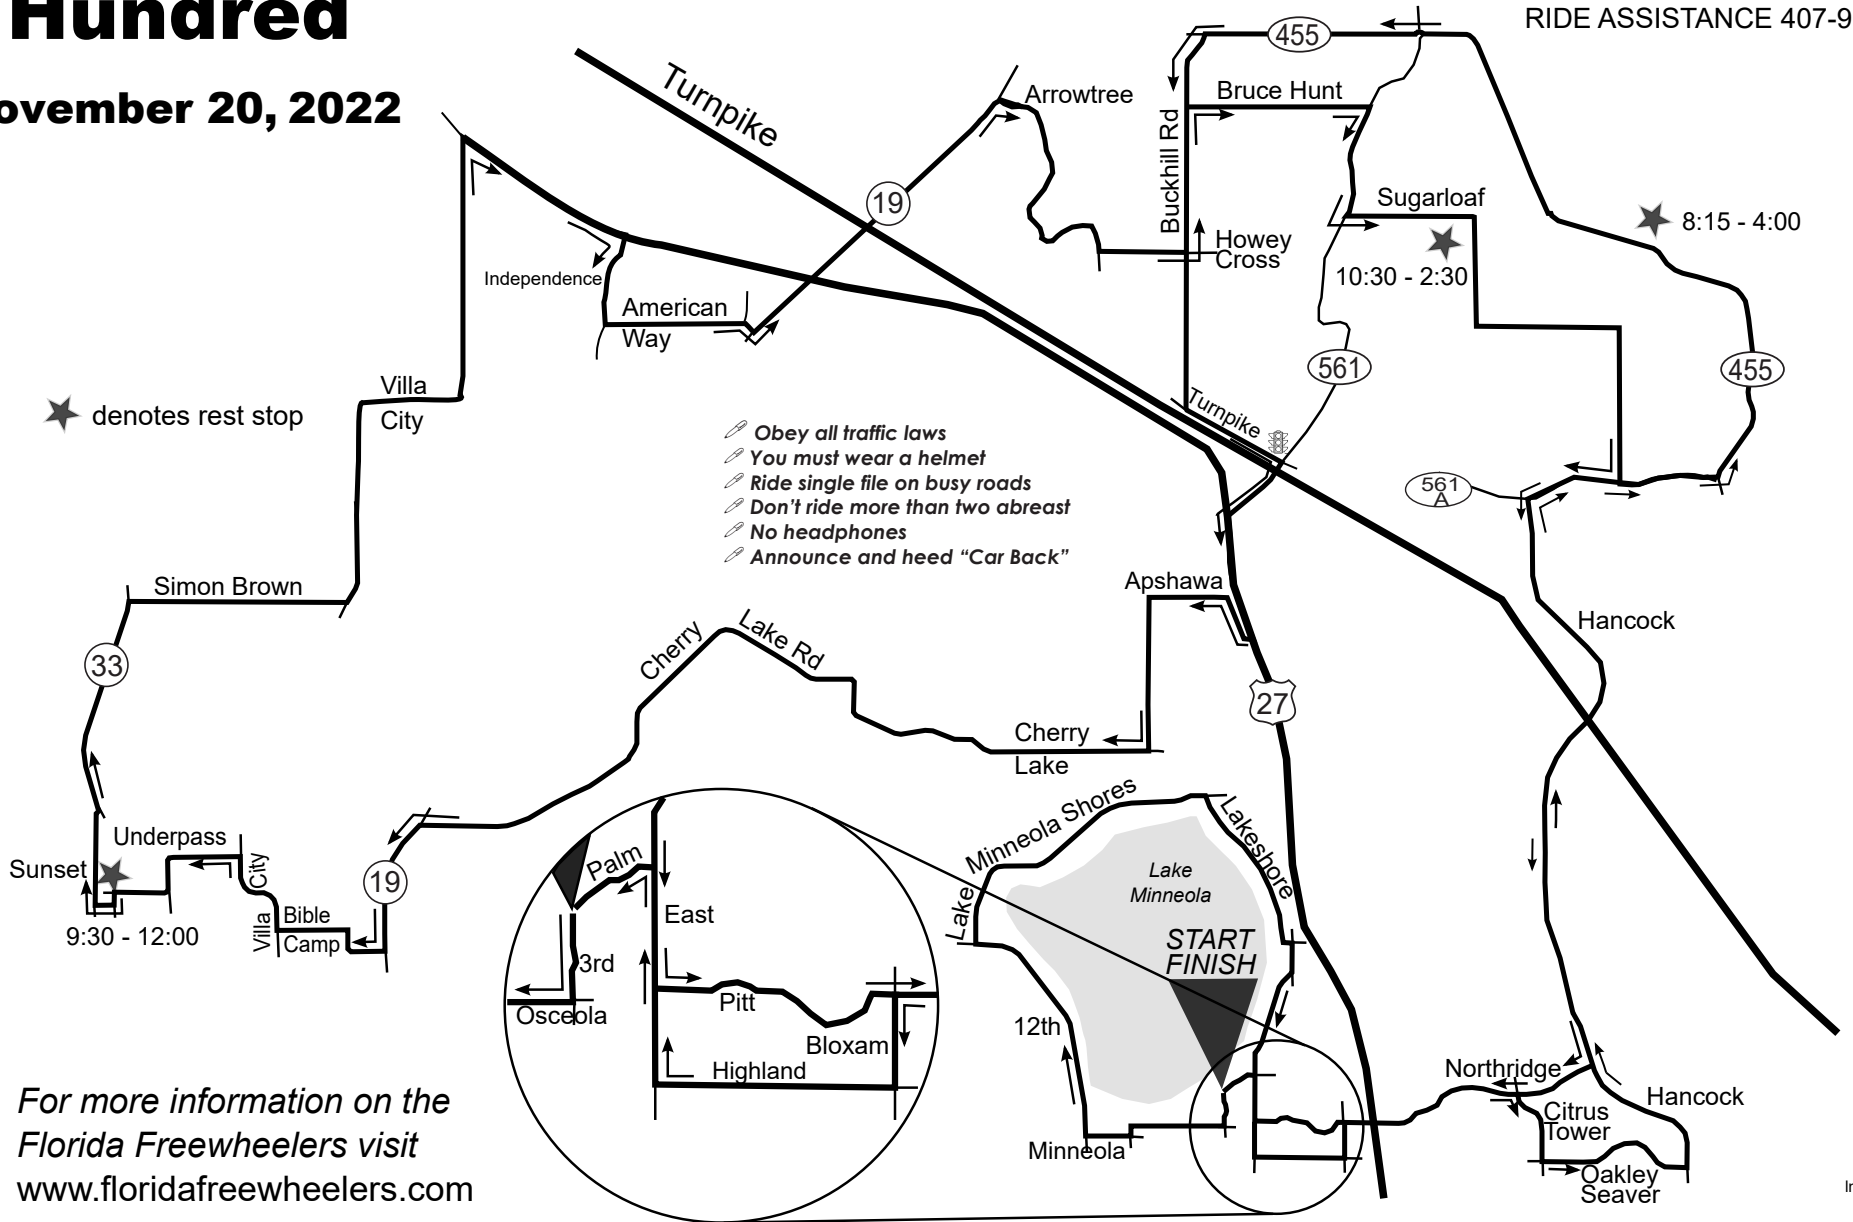 Hundred
ovember 20, 2022
RIDE ASSISTANCE 407-9
455
Turnpike
Arrowtree
Bruce Hunt
Buckhill Rd
19
Sugarloaf
8:15 - 4:00
Howey
Cross
10:30 - 2:30
Independence
American
Way
561
455
Villa
City
denotes rest stop
Turnpike
Obey all traffic laws
You must wear a helmet
Ride single file on busy roads
Don't ride more than two abreast
No headphones
Announce and heed “Car Back”
561
A
Simon Brown
Apshawa
Hancock
33
Cherry
Lake Rd
27
Cherry
Lake
Underpass
Sunset
City
Villa
19
Bible
Camp
9:30 - 12:00
Lake
Minneola Shores
Lakeshore
Lake
Minneola
START
FINISH
Palm
East
3rd
Osceola
Pitt
Bloxam
Highland
12th
Minneola
Northridge
Hancock
Citrus
Tower
Oakley
Seaver
For more information on the
Florida Freewheelers visit
www.floridafreewheelers.com
Ir